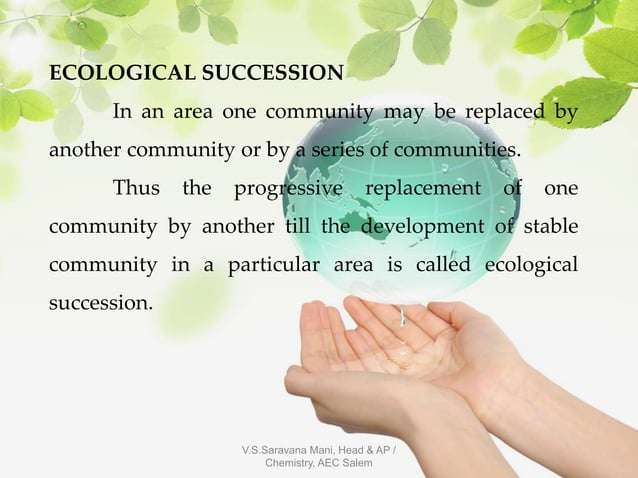 ECOLOGICAL SUCCESSION
In an area one community may be replaced by
another community or by a series of communities.
Thus the progressive replacement of one
community by another till the development of stable
community in a particular area is called ecological
succession.
V.S.Saravana Mani, Head & AP /
Chemistry, AEC Salem